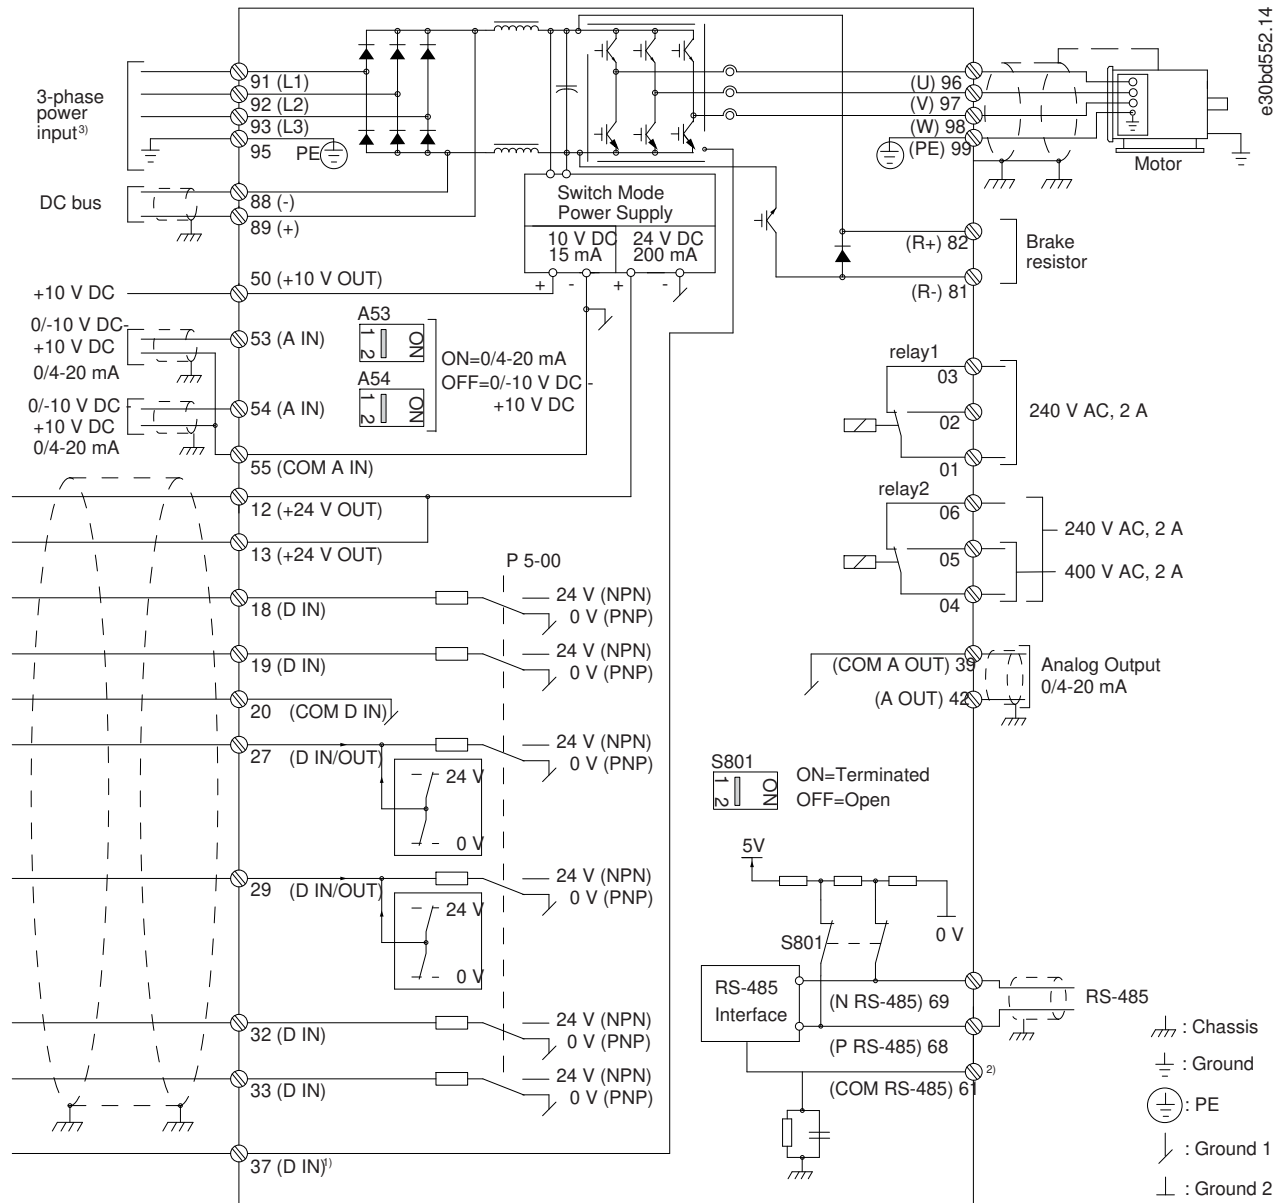 e30bd552.14
3-phase
power
input3)
91 (L1)
92 (L2)
93 (L3)
95
PE
DC bus
88 (-)
89 (+)
Switch Mode
Power Supply
10 V DC
15 mA
24 V DC
200 mA
+ - + -
(U) 96
(V) 97
(W) 98
(PE) 99
Motor
(R+) 82
(R-) 81
Brake
resistor
+10 V DC
50 (+10 V OUT)
0/-10 V DC-
+10 V DC
0/4-20 mA
53 (A IN)
0/-10 V DC -
+10 V DC
0/4-20 mA
54 (A IN)
55 (COM A IN)
A53
1 2 ON
A54
1 2 ON
ON=0/4-20 mA
OFF=0/-10 V DC -
+10 V DC
relay1
03
02
01
240 V AC, 2 A
relay2
06
05
04
240 V AC, 2 A
400 V AC, 2 A
12 (+24 V OUT)
13 (+24 V OUT)
P 5-00
18 (D IN)
24 V (NPN)
0 V (PNP)
19 (D IN)
24 V (NPN)
0 V (PNP)
20 (COM D IN)
27 (D IN/OUT)
24 V (NPN)
0 V (PNP)
24 V
0 V
29 (D IN/OUT)
24 V (NPN)
0 V (PNP)
24 V
0 V
32 (D IN)
24 V (NPN)
0 V (PNP)
33 (D IN)
24 V (NPN)
0 V (PNP)
37 (D IN)1)
(COM A OUT) 39
(A OUT) 42
Analog Output
0/4-20 mA
S801
1 2 ON
ON=Terminated
OFF=Open
5V
0 V
S801
RS-485
Interface
(N RS-485) 69
(P RS-485) 68
(COM RS-485) 61
2)
RS-485
: Chassis
: Ground
: PE
: Ground 1
: Ground 2